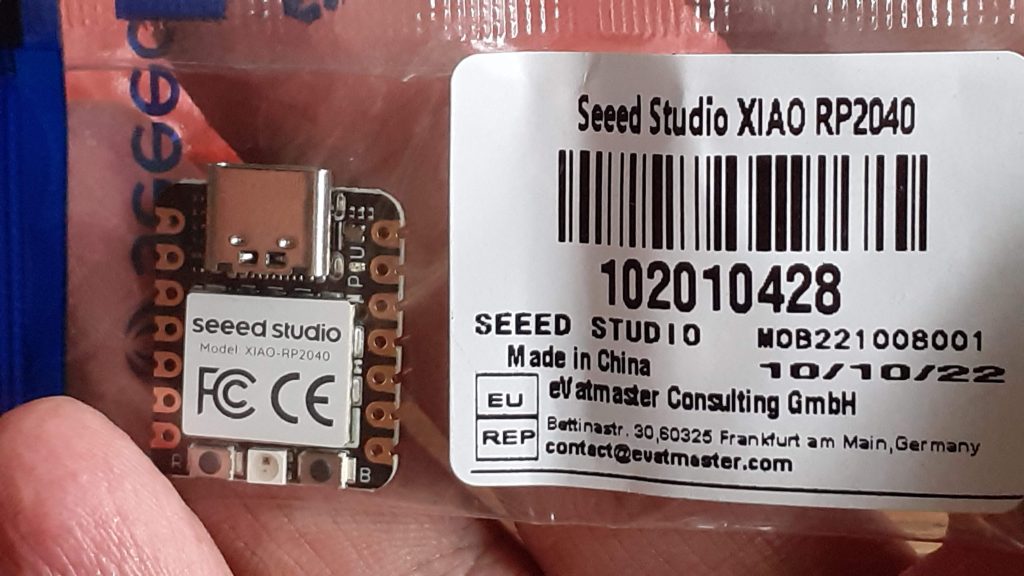 seeed
Seeed Studio XIAO RP2040
102010428
SEEED STUDIO MOB221008001
Made in China 10/10/22
EU REP
eVatmaster Consulting GmbH
Bettinastr. 30,60325 Frankfurt am Main,Germany
contact@evatmaster.com
seeed studio
Model: XIAO-RP2040
FC CE
R B